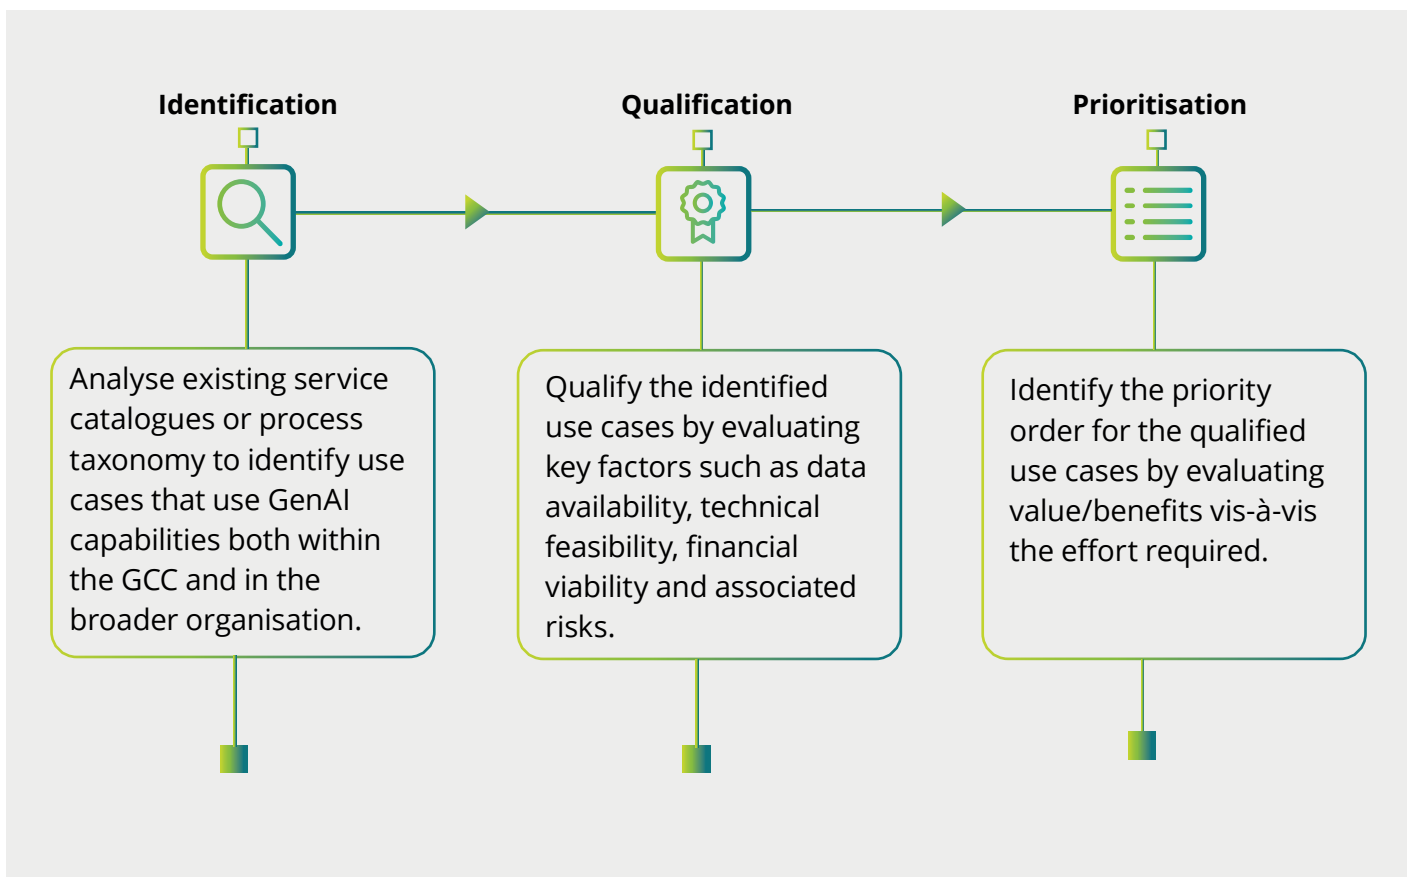 Identification
Analyse existing service
catalogues or process
taxonomy to identify use
cases that use GenAI
capabilities both within
the GCC and in the
broader organisation.
Qualification
Qualify the identified
use cases by evaluating
key factors such as data
availability, technical
feasibility, financial
viability and associated
risks.
Prioritisation
Identify the priority
order for the qualified
use cases by evaluating
value/benefits vis-à-vis
the effort required.